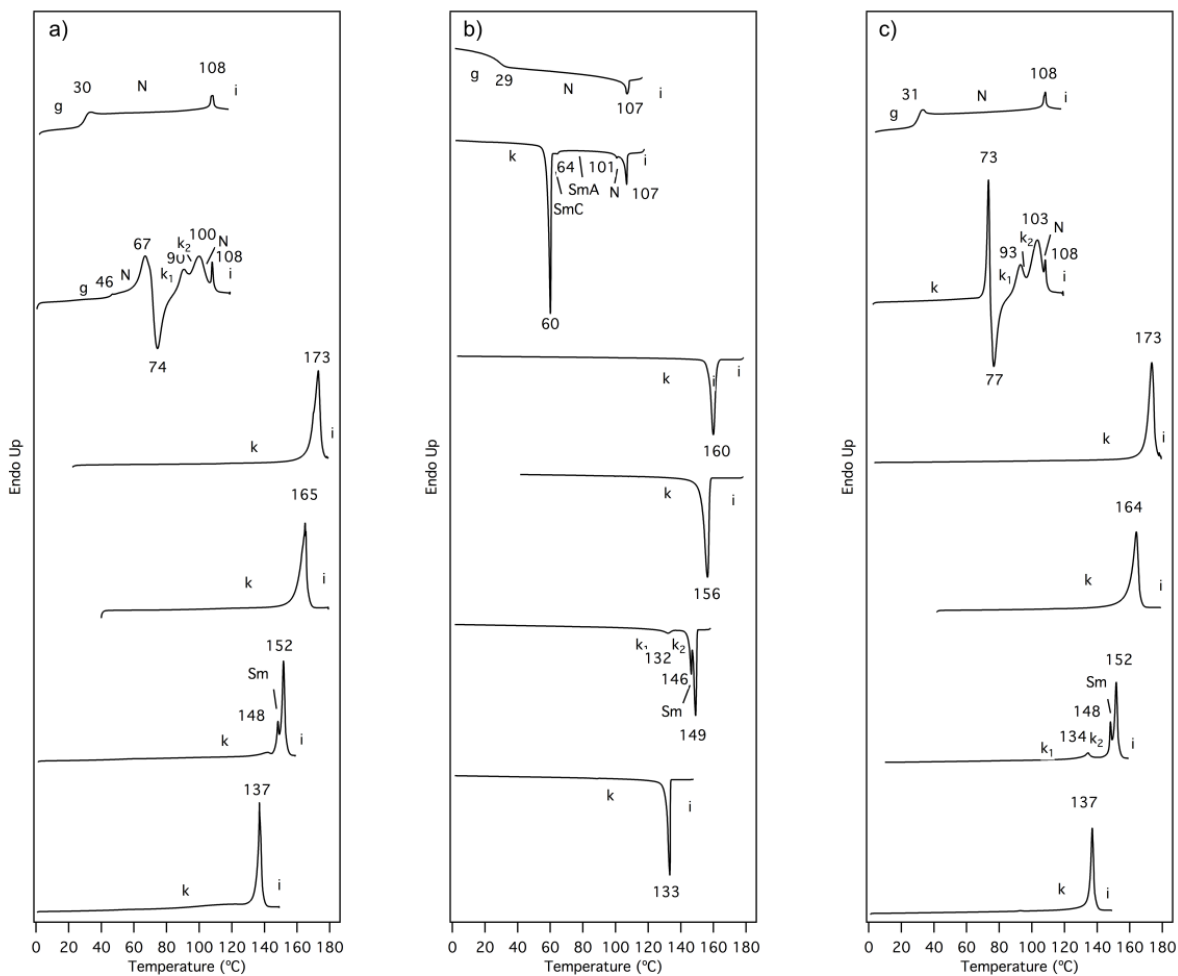 a)
108
30
N
g
i
67
k2
100
N
90
46
N
k1
108
g
i
74
173
k
i
165
k
i
152
Sm
148
k
i
137
k
i
Endo Up
0 20 40 60 80 100 120 140 160 180
Temperature (ºC)
b)
g
29
N
i
107
k
64
101
i
SmA
N
107
SmC
60
k
i
i
160
k
i
156
k1
132
k2
146
Sm
149
k
i
133
Endo Up
0 20 40 60 80 100 120 140 160 180
Temperature (ºC)
c)
108
31
N
i
g
73
103
k2
N
93
108
k1
k
i
77
173
k
i
164
k
i
152
Sm
148
134
k2
k1
i
137
k
i
Endo Up
0 20 40 60 80 100 120 140 160 180
Temperature (ºC)